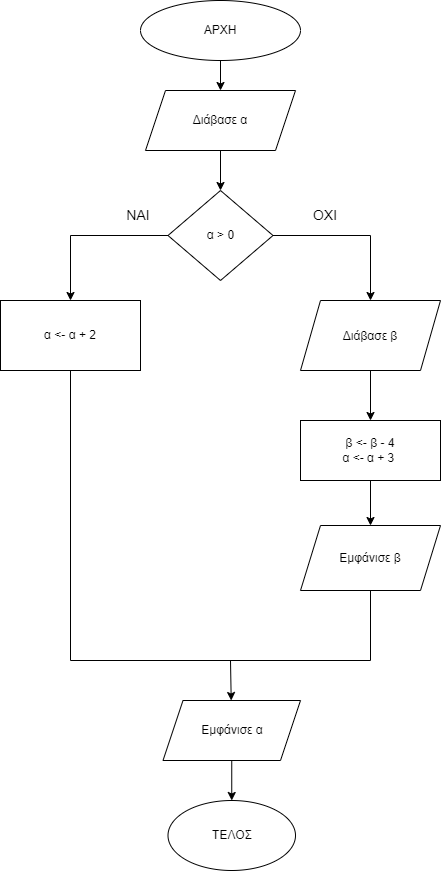 ΑΡΧΗ
Διάβασε α
ΝΑΙ
ΟΧΙ
α > 0
α <- α + 2
Διάβασε β
β <- β - 4
α <- α + 3
Εμφάνισε β
Εμφάνισε α
ΤΕΛΟΣ